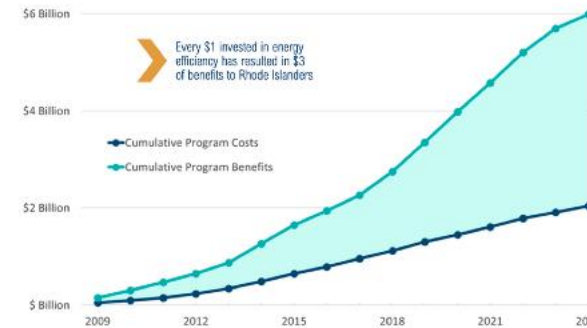 $6 Billion
Every $1 invested in energy
efficiency has resulted in $3
of benefits to Rhode Islanders
$4 Billion
Cumulative Program Costs
Cumulative Program Benefits
$2 Billion
$ Billion
2009
2012
2015
2018
2021